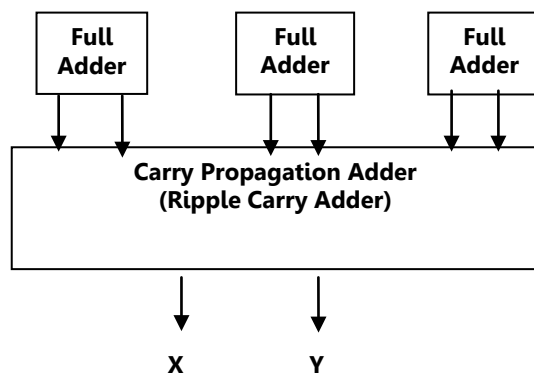 Full
Adder
Full
Adder
Full
Adder
Carry Propagation Adder
(Ripple Carry Adder)
X
Y